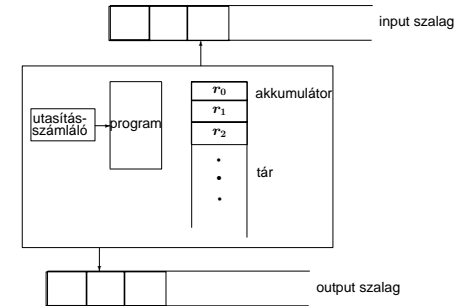 input szalag
r₀
akkumulátor
r₁
utasítás-
számláló
program
r₂
tár
output szalag